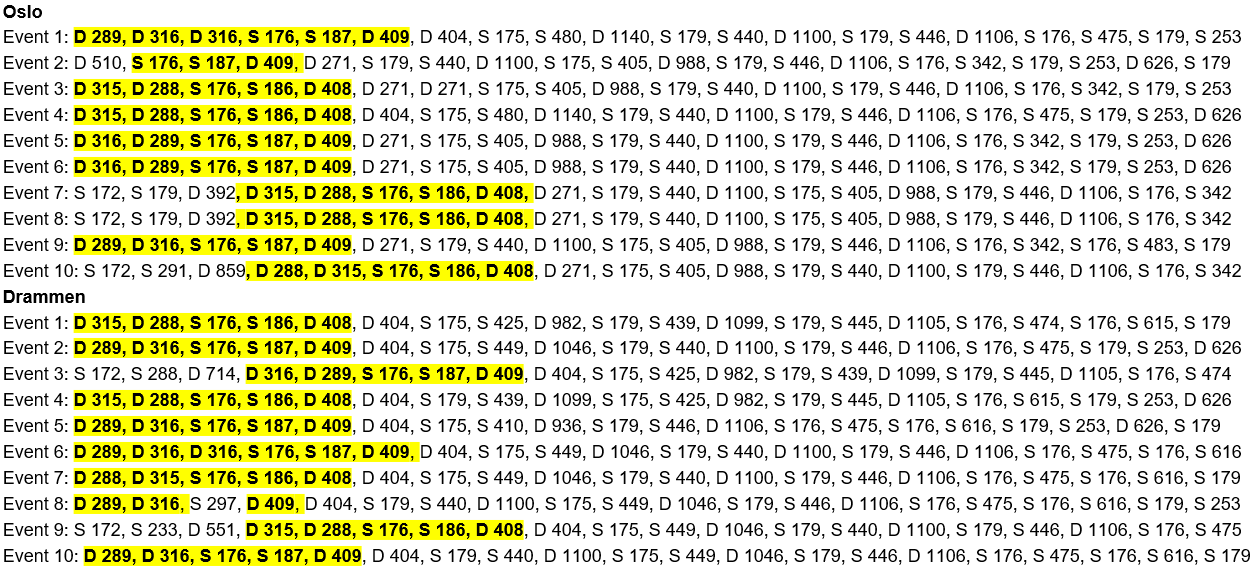 Oslo
Event 1: D 289, D 316, D 316, S 176, S 187, D 409, D 404, S 175, S 480, D 1140, S 179, S 440, D 1100, S 179, S 446, D 1106, S 176, S 475, S 179, S 253
Event 2: D 510, S 176, S 187, D 409, D 271, S 179, S 440, D 1100, S 175, S 405, D 988, S 179, S 446, D 1106, S 176, S 342, S 179, S 253, D 626, S 179
Event 3: D 315, D 288, S 176, S 186, D 408, D 271, D 271, S 175, S 405, D 988, S 179, S 440, D 1100, S 179, S 446, D 1106, S 176, S 342, S 179, S 253
Event 4: D 315, D 288, S 176, S 186, D 408, D 404, S 175, S 480, D 1140, S 179, S 440, D 1100, S 179, S 446, D 1106, S 176, S 475, S 179, S 253, D 626
Event 5: D 316, D 289, S 176, S 187, D 409, D 271, S 175, S 405, D 988, S 179, S 440, D 1100, S 179, S 446, D 1106, S 176, S 342, S 179, S 253, D 626
Event 6: D 316, D 289, S 176, S 187, D 409, D 271, S 175, S 405, D 988, S 179, S 440, D 1100, S 179, S 446, D 1106, S 176, S 342, S 179, S 253, D 626
Event 7: S 172, S 179, D 392, D 315, D 288, S 176, S 186, D 408, D 271, S 179, S 440, D 1100, S 175, S 405, D 988, S 179, S 446, D 1106, S 176, S 342
Event 8: S 172, S 179, D 392, D 315, D 288, S 176, S 186, D 408, D 271, S 179, S 440, D 1100, S 175, S 405, D 988, S 179, S 446, D 1106, S 176, S 342
Event 9: D 289, D 316, S 176, S 187, D 409, D 271, S 179, S 440, D 1100, S 175, S 405, D 988, S 179, S 446, D 1106, S 176, S 342, S 176, S 483, S 179
Event 10: S 172, S 291, D 859, D 288, D 315, S 176, S 186, D 408, D 271, S 175, S 405, D 988, S 179, S 440, D 1100, S 179, S 446, D 1106, S 176, S 342
Drammen
Event 1: D 315, D 288, S 176, S 186, D 408, D 404, S 175, S 425, D 982, S 179, S 439, D 1099, S 179, S 445, D 1105, S 176, S 474, S 176, S 615, S 179
Event 2: D 289, D 316, S 176, S 187, D 409, D 404, S 175, S 449, D 1046, S 179, S 440, D 1100, S 179, S 446, D 1106, S 176, S 475, S 179, S 253, D 626
Event 3: S 172, S 288, D 714, D 316, D 289, S 176, S 187, D 409, D 404, S 175, S 425, D 982, S 179, S 439, D 1099, S 179, S 445, D 1105, S 176, S 474
Event 4: D 315, D 288, S 176, S 186, D 408, D 404, S 179, S 439, D 1099, S 175, S 425, D 982, S 179, S 445, D 1105, S 176, S 615, S 179, S 253, D 626
Event 5: D 289, D 316, S 176, S 187, D 409, D 404, S 175, S 410, D 936, S 179, S 446, D 1106, S 176, S 475, S 176, S 616, S 179, S 253, D 626, S 179
Event 6: D 289, D 316, D 316, S 176, S 187, D 409, D 404, S 175, S 449, D 1046, S 179, S 440, D 1100, S 179, S 446, D 1106, S 176, S 475, S 176, S 616
Event 7: D 288, D 315, S 176, S 186, D 408, D 404, S 175, S 449, D 1046, S 179, S 440, D 1100, S 179, S 446, D 1106, S 176, S 475, S 176, S 616, S 179
Event 8: D 289, D 316, S 297, D 409, D 404, S 179, S 440, D 1100, S 175, S 449, D 1046, S 179, S 446, D 1106, S 176, S 475, S 176, S 616, S 179, S 253
Event 9: S 172, S 233, D 551, D 315, D 288, S 176, S 186, D 408, D 404, S 175, S 449, D 1046, S 179, S 440, D 1100, S 179, S 446, D 1106, S 176, S 475
Event 10: D 289, D 316, S 176, S 187, D 409, D 404, S 179, S 440, D 1100, S 175, S 449, D 1046, S 179, S 446, D 1106, S 176, S 475, S 176, S 616, S 179